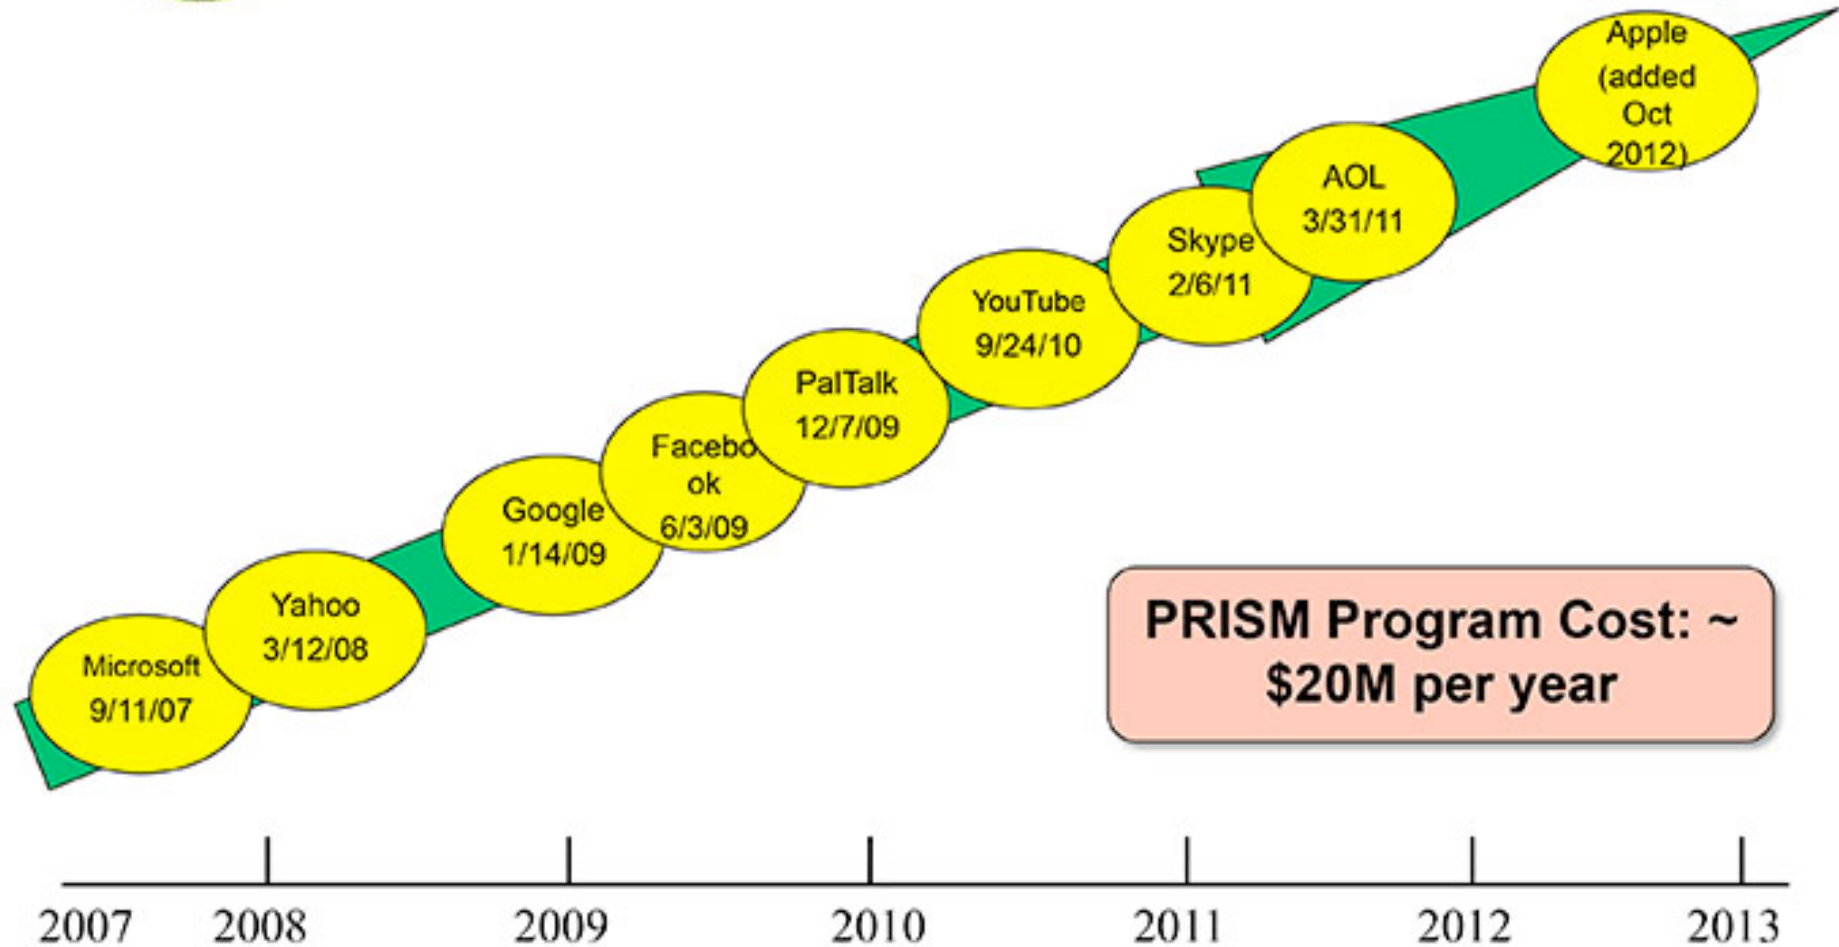 Apple
(added
Oct
2012)
AOL
3/31/11
Skype
2/6/11
YouTube
9/24/10
PalTalk
12/7/09
Facebo
ok
6/3/09
Google
1/14/09
Yahoo
3/12/08
Microsoft
9/11/07
PRISM Program Cost: ~
$20M per year
2007 2008 2009 2010 2011 2012 2013